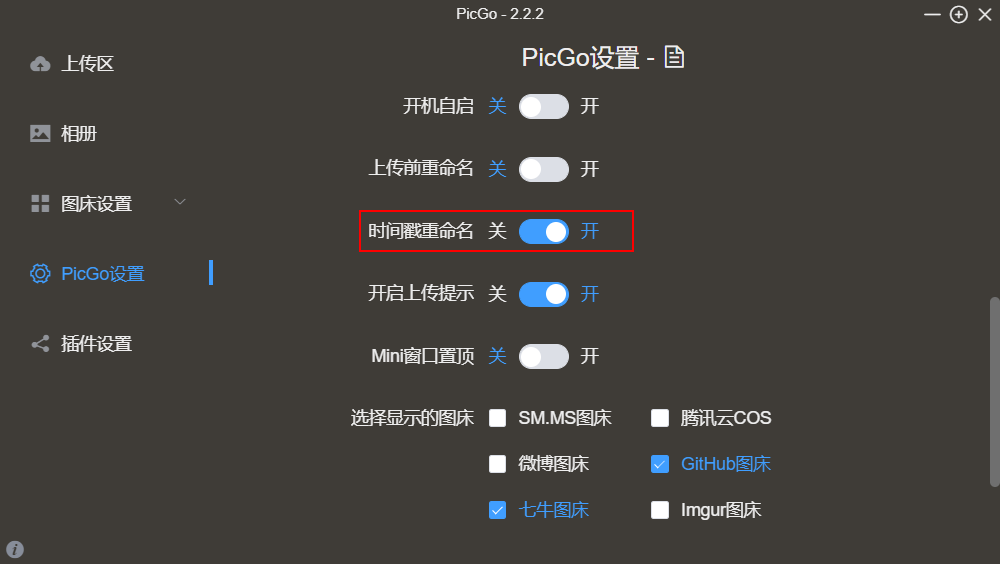 PicGo - 2.2.2
上传区
相册
图床设置
PicGo设置
插件设置
PicGo设置 -
开机自启 关 开
上传前重命名 关 开
时间戳重命名 关 开
开启上传提示 关 开
Mini窗口置顶 关 开
选择显示的图床 SM.MS图床 腾讯云COS
微博图床 GitHub图床
七牛图床 Imgur图床